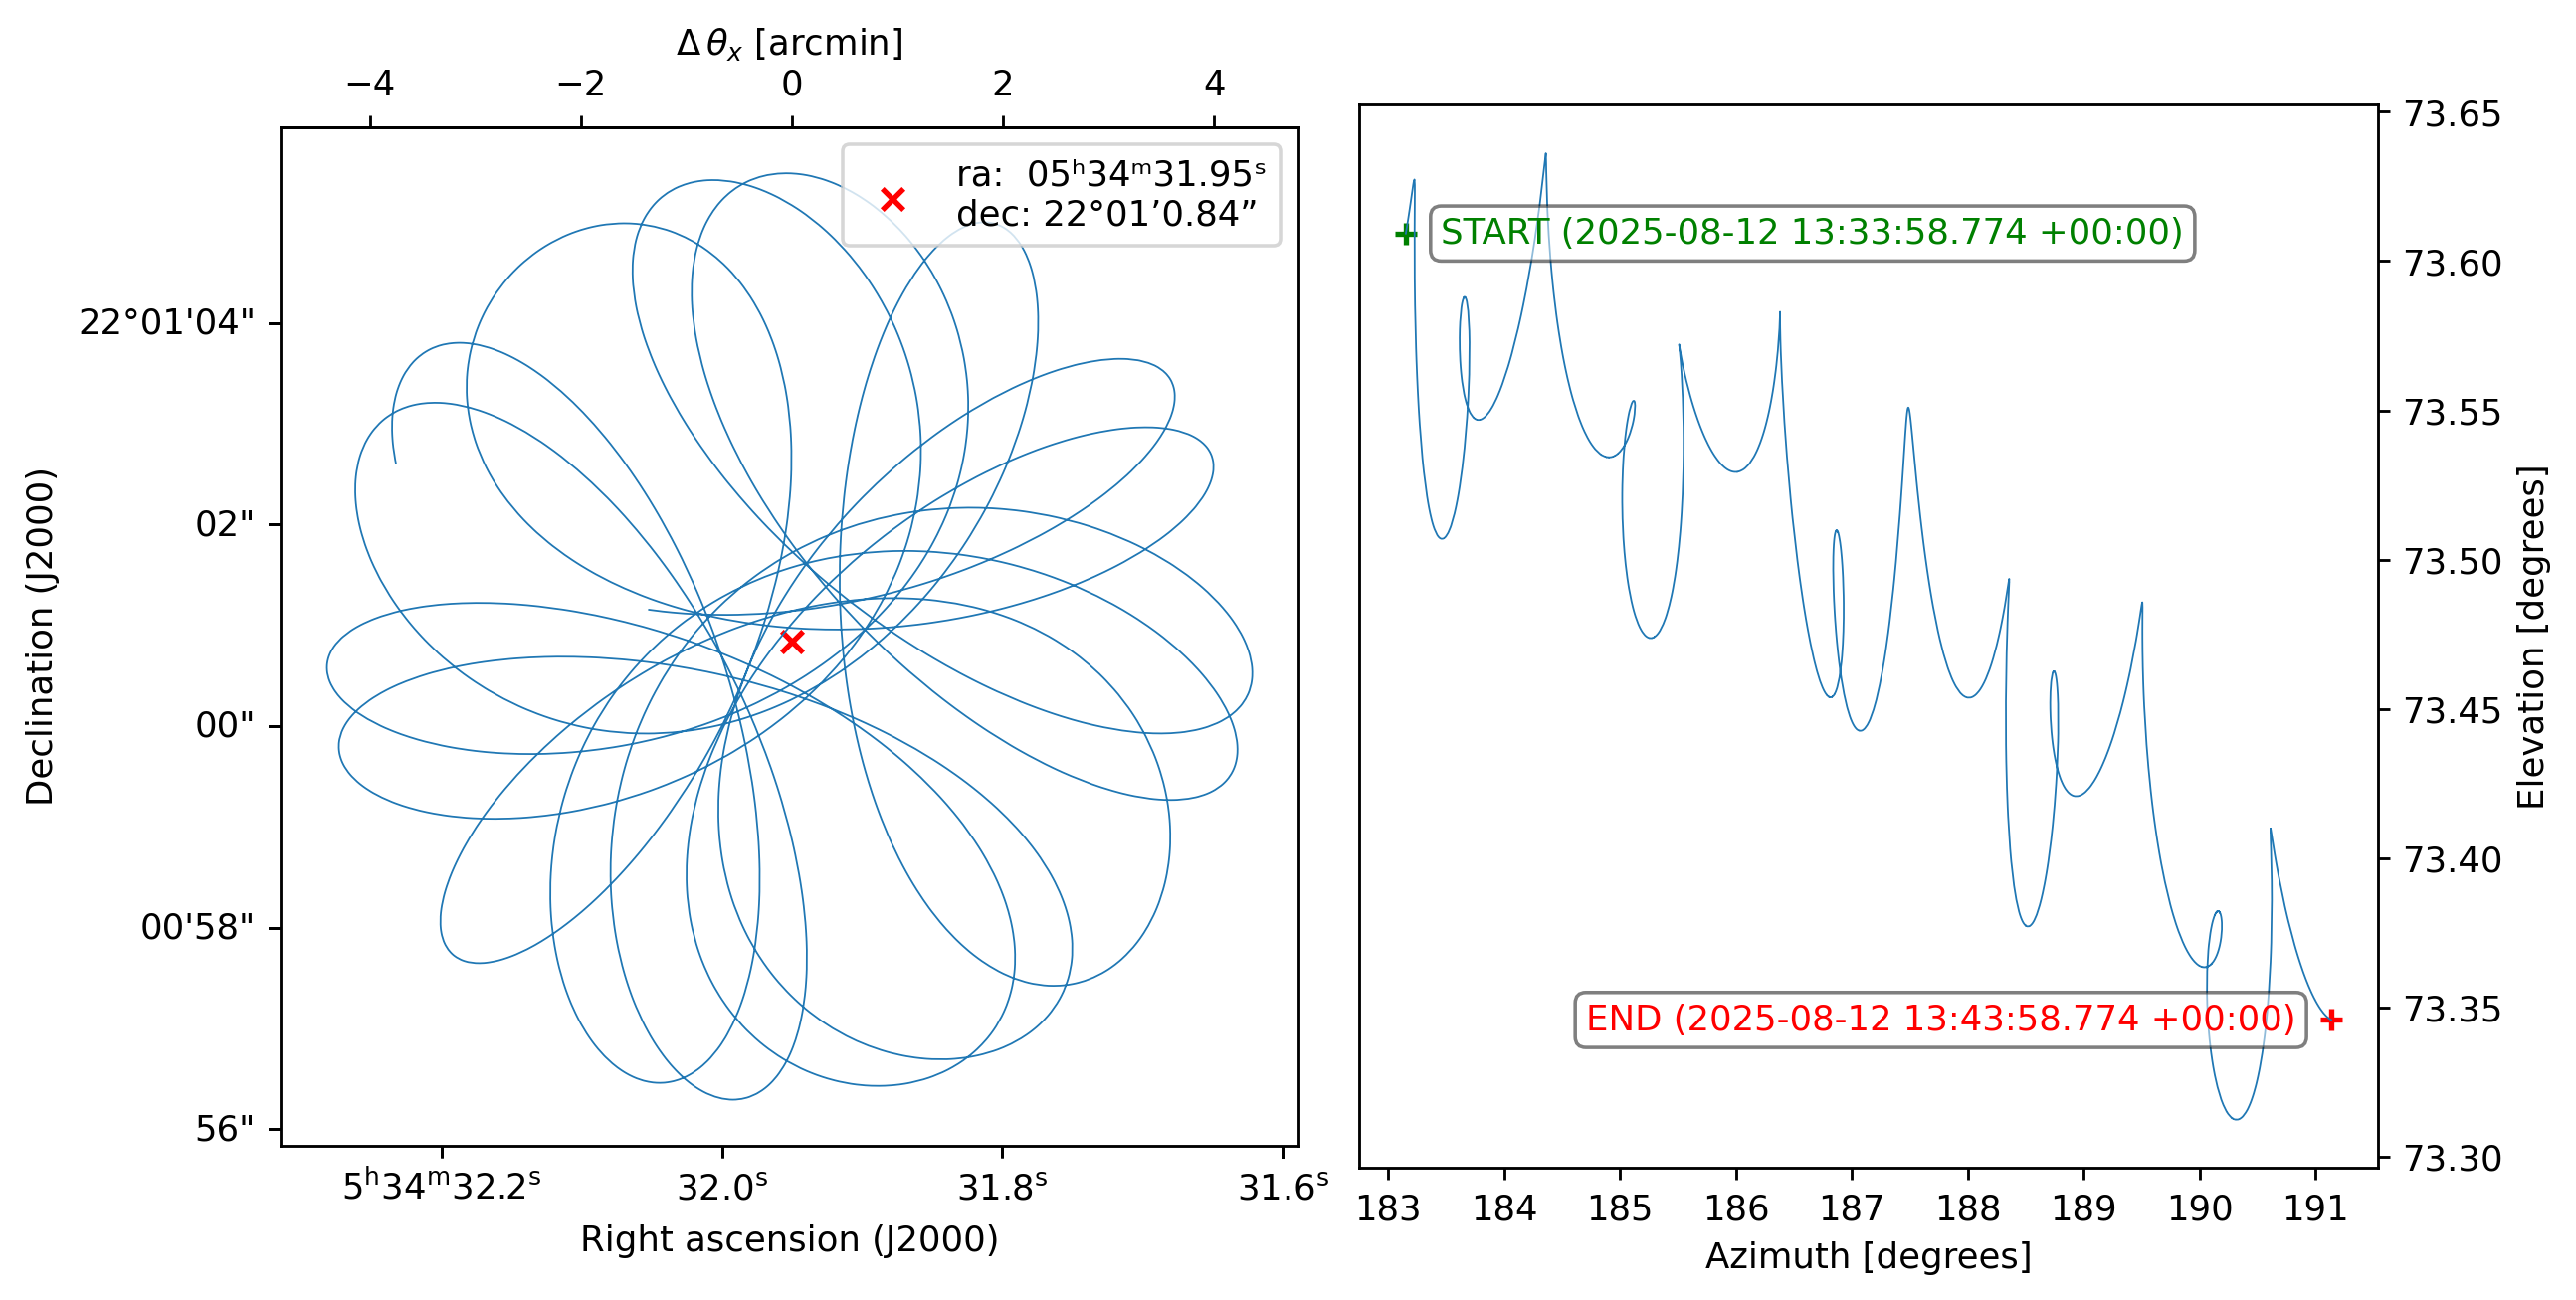 Δ θx [arcmin]
−4 −2 0 2 4
ra: 05ʰ34ᵐ31.95ˢ
dec: 22°01’0.84”
Declination (J2000)
22°01'04"
02"
00"
00'58"
56"
5ʰ34ᵐ32.2ˢ 32.0ˢ 31.8ˢ 31.6ˢ
Right ascension (J2000)
START (2025-08-12 13:33:58.774 +00:00)
END (2025-08-12 13:43:58.774 +00:00)
73.65
73.60
73.55
73.50
73.45
73.40
73.35
73.30
Elevation [degrees]
183 184 185 186 187 188 189 190 191
Azimuth [degrees]